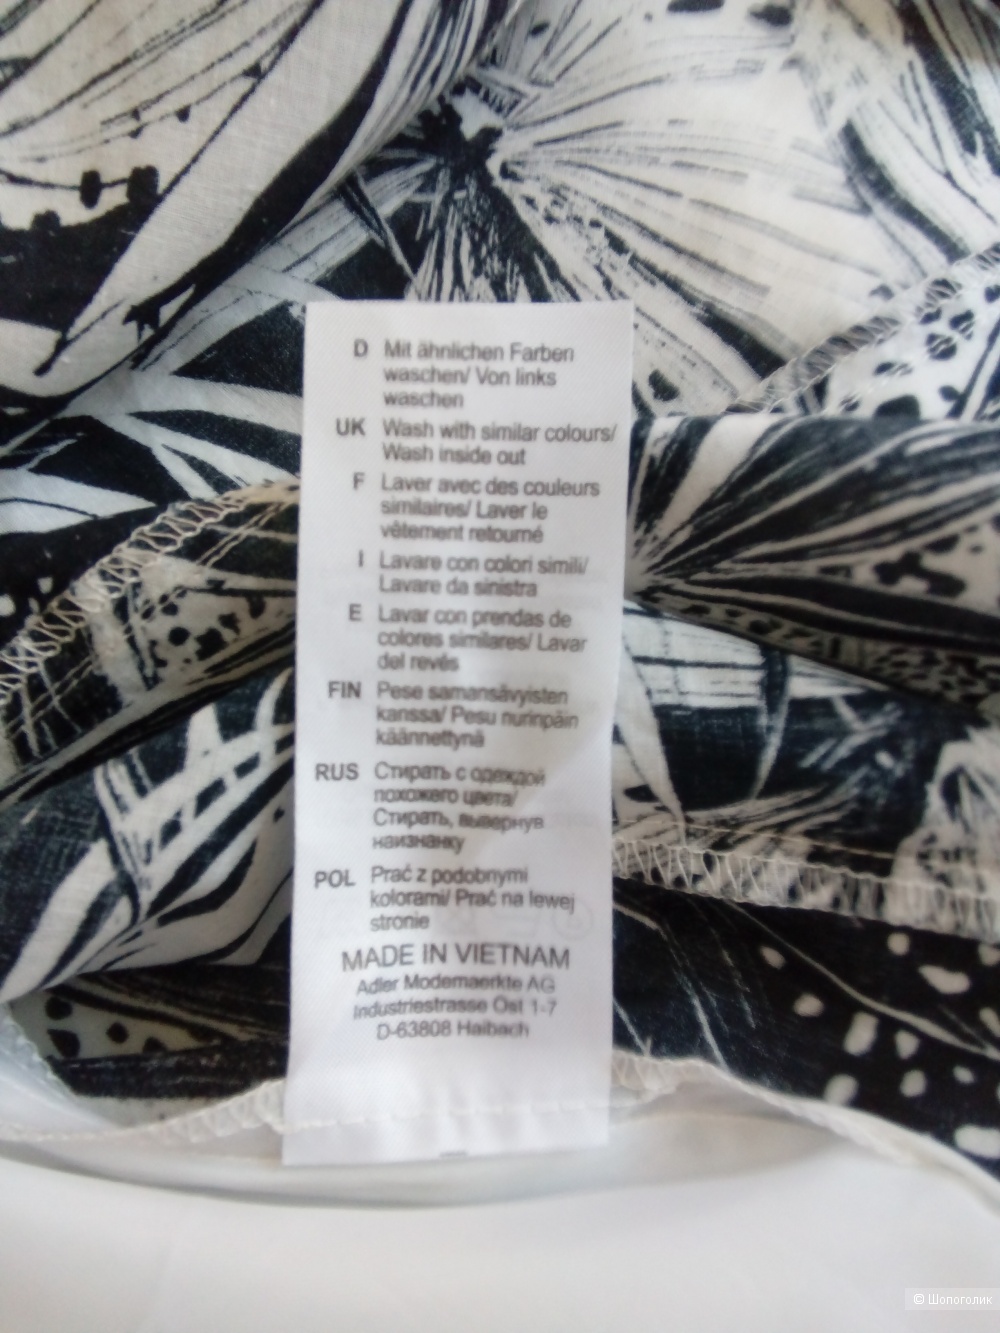 D Mit ähnlichen Farben
waschen/ Von links
waschen
UK Wash with similar colours/
Wash inside out
F Laver avec des couleurs
similaires/ Laver le
vêtement retourné
I Lavare con colori simili/
Lavare da sinistra
E Lavar con prendas de
colores similares/ Lavar
del revés
FIN Pese samansävyisten
kanssa/ Pesu nurinpäin
käännettynä
RUS Стирать с одеждой
похожего цвета/
Стирать, вывернув
наизнанку
POL Prać z podobnymi
kolorami/ Prać na lewej
stronie
MADE IN VIETNAM
Adler Modemaerkte AG
Industriestrasse Ost 1-7
D-63808 Haibach
© Шопоголик